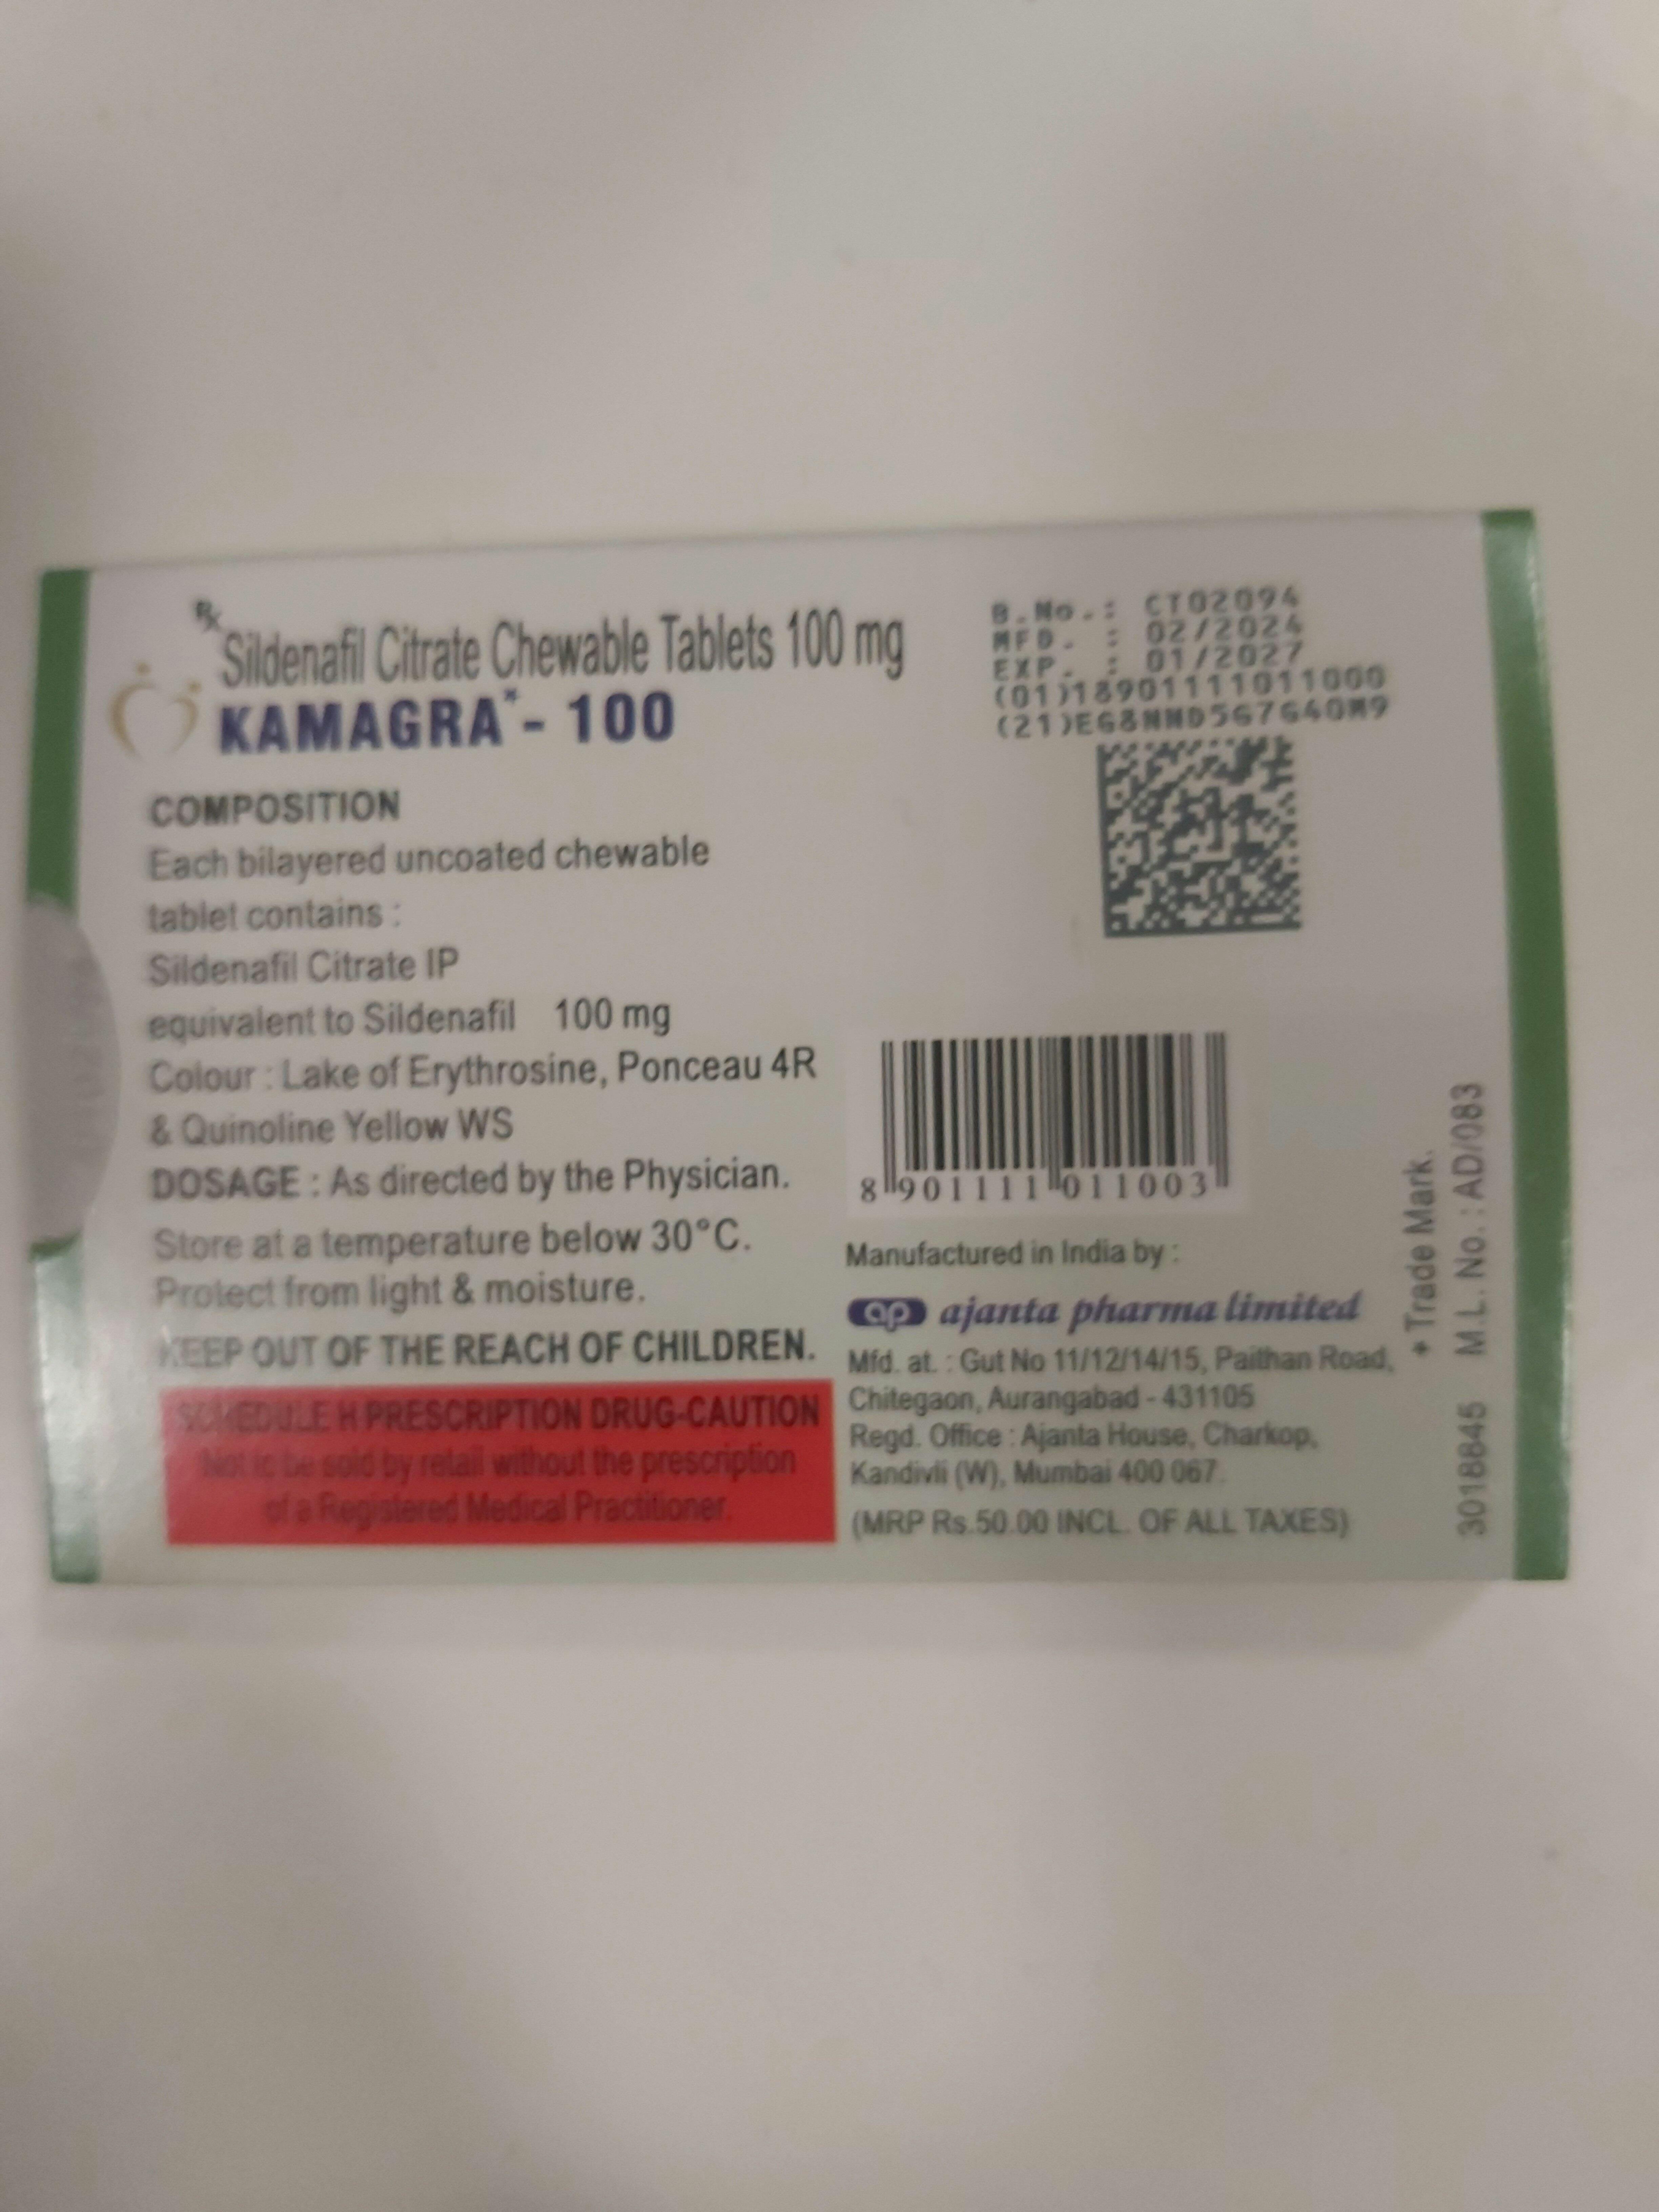 Rx
Sildenafil Citrate Chewable Tablets 100 mg
KAMAGRA* - 100
COMPOSITION
Each bilayered uncoated chewable
tablet contains :
Sildenafil Citrate IP
equivalent to Sildenafil 100 mg
Colour : Lake of Erythrosine, Ponceau 4R
& Quinoline Yellow WS
DOSAGE : As directed by the Physician.
Store at a temperature below 30°C.
Protect from light & moisture.
KEEP OUT OF THE REACH OF CHILDREN.
SCHEDULE H PRESCRIPTION DRUG-CAUTION
Not to be sold by retail without the prescription
of a Registered Medical Practitioner.
B.No.: CT02094
MFD. : 02/2024
EXP. : 01/2027
(01)18901111011000
8 901111 011003
Manufactured in India by :
ap ajanta pharma limited
Mfd. at. : Gut No 11/12/14/15, Paithan Road,
Chitegaon, Aurangabad - 431105
Regd. Office : Ajanta House, Charkop,
Kandivli (W), Mumbai 400 067.
(MRP Rs.50.00 INCL. OF ALL TAXES)
+ Trade Mark.
3018845 M.L. No. : AD/083